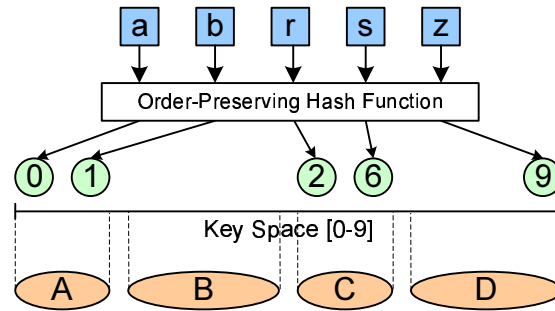 a b r s z
Order-Preserving Hash Function
0 1 2 6 9
Key Space [0-9]
A B C D